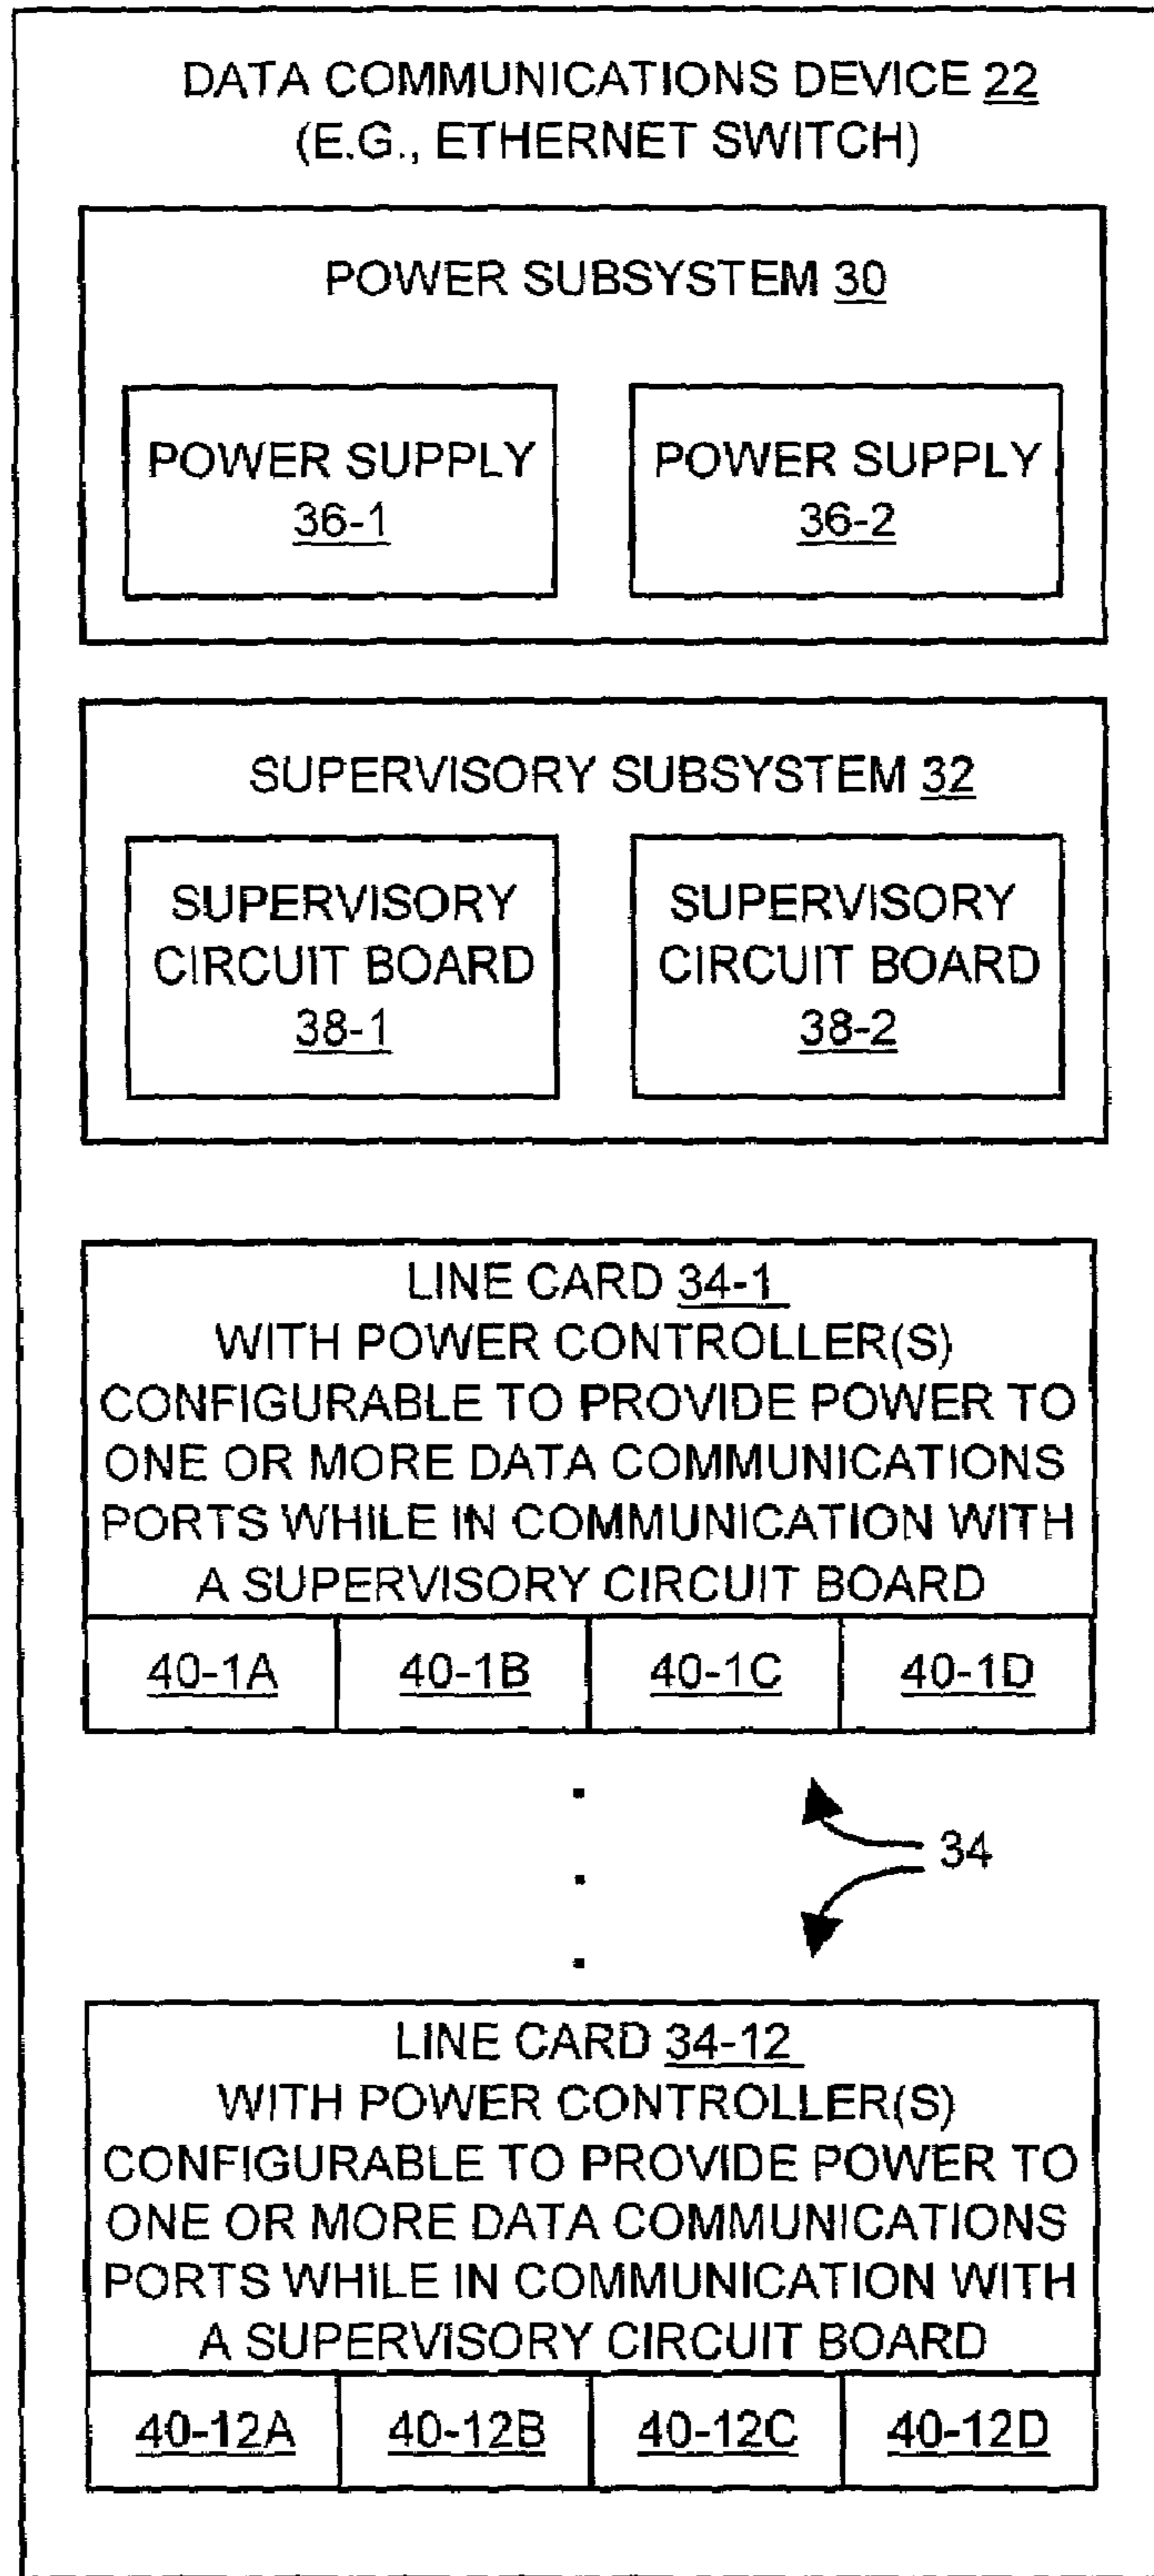 DATA COMMUNICATIONS DEVICE 22
(E.G., ETHERNET SWITCH)
POWER SUBSYSTEM 30
POWER SUPPLY
36-1
POWER SUPPLY
36-2
SUPERVISORY SUBSYSTEM 32
SUPERVISORY
CIRCUIT BOARD
38-1
SUPERVISORY
CIRCUIT BOARD
38-2
LINE CARD 34-1
WITH POWER CONTROLLER(S)
CONFIGURABLE TO PROVIDE POWER TO
ONE OR MORE DATA COMMUNICATIONS
PORTS WHILE IN COMMUNICATION WITH
A SUPERVISORY CIRCUIT BOARD
40-1A 40-1B 40-1C 40-1D
34
LINE CARD 34-12
WITH POWER CONTROLLER(S)
CONFIGURABLE TO PROVIDE POWER TO
ONE OR MORE DATA COMMUNICATIONS
PORTS WHILE IN COMMUNICATION WITH
A SUPERVISORY CIRCUIT BOARD
40-12A 40-12B 40-12C 40-12D